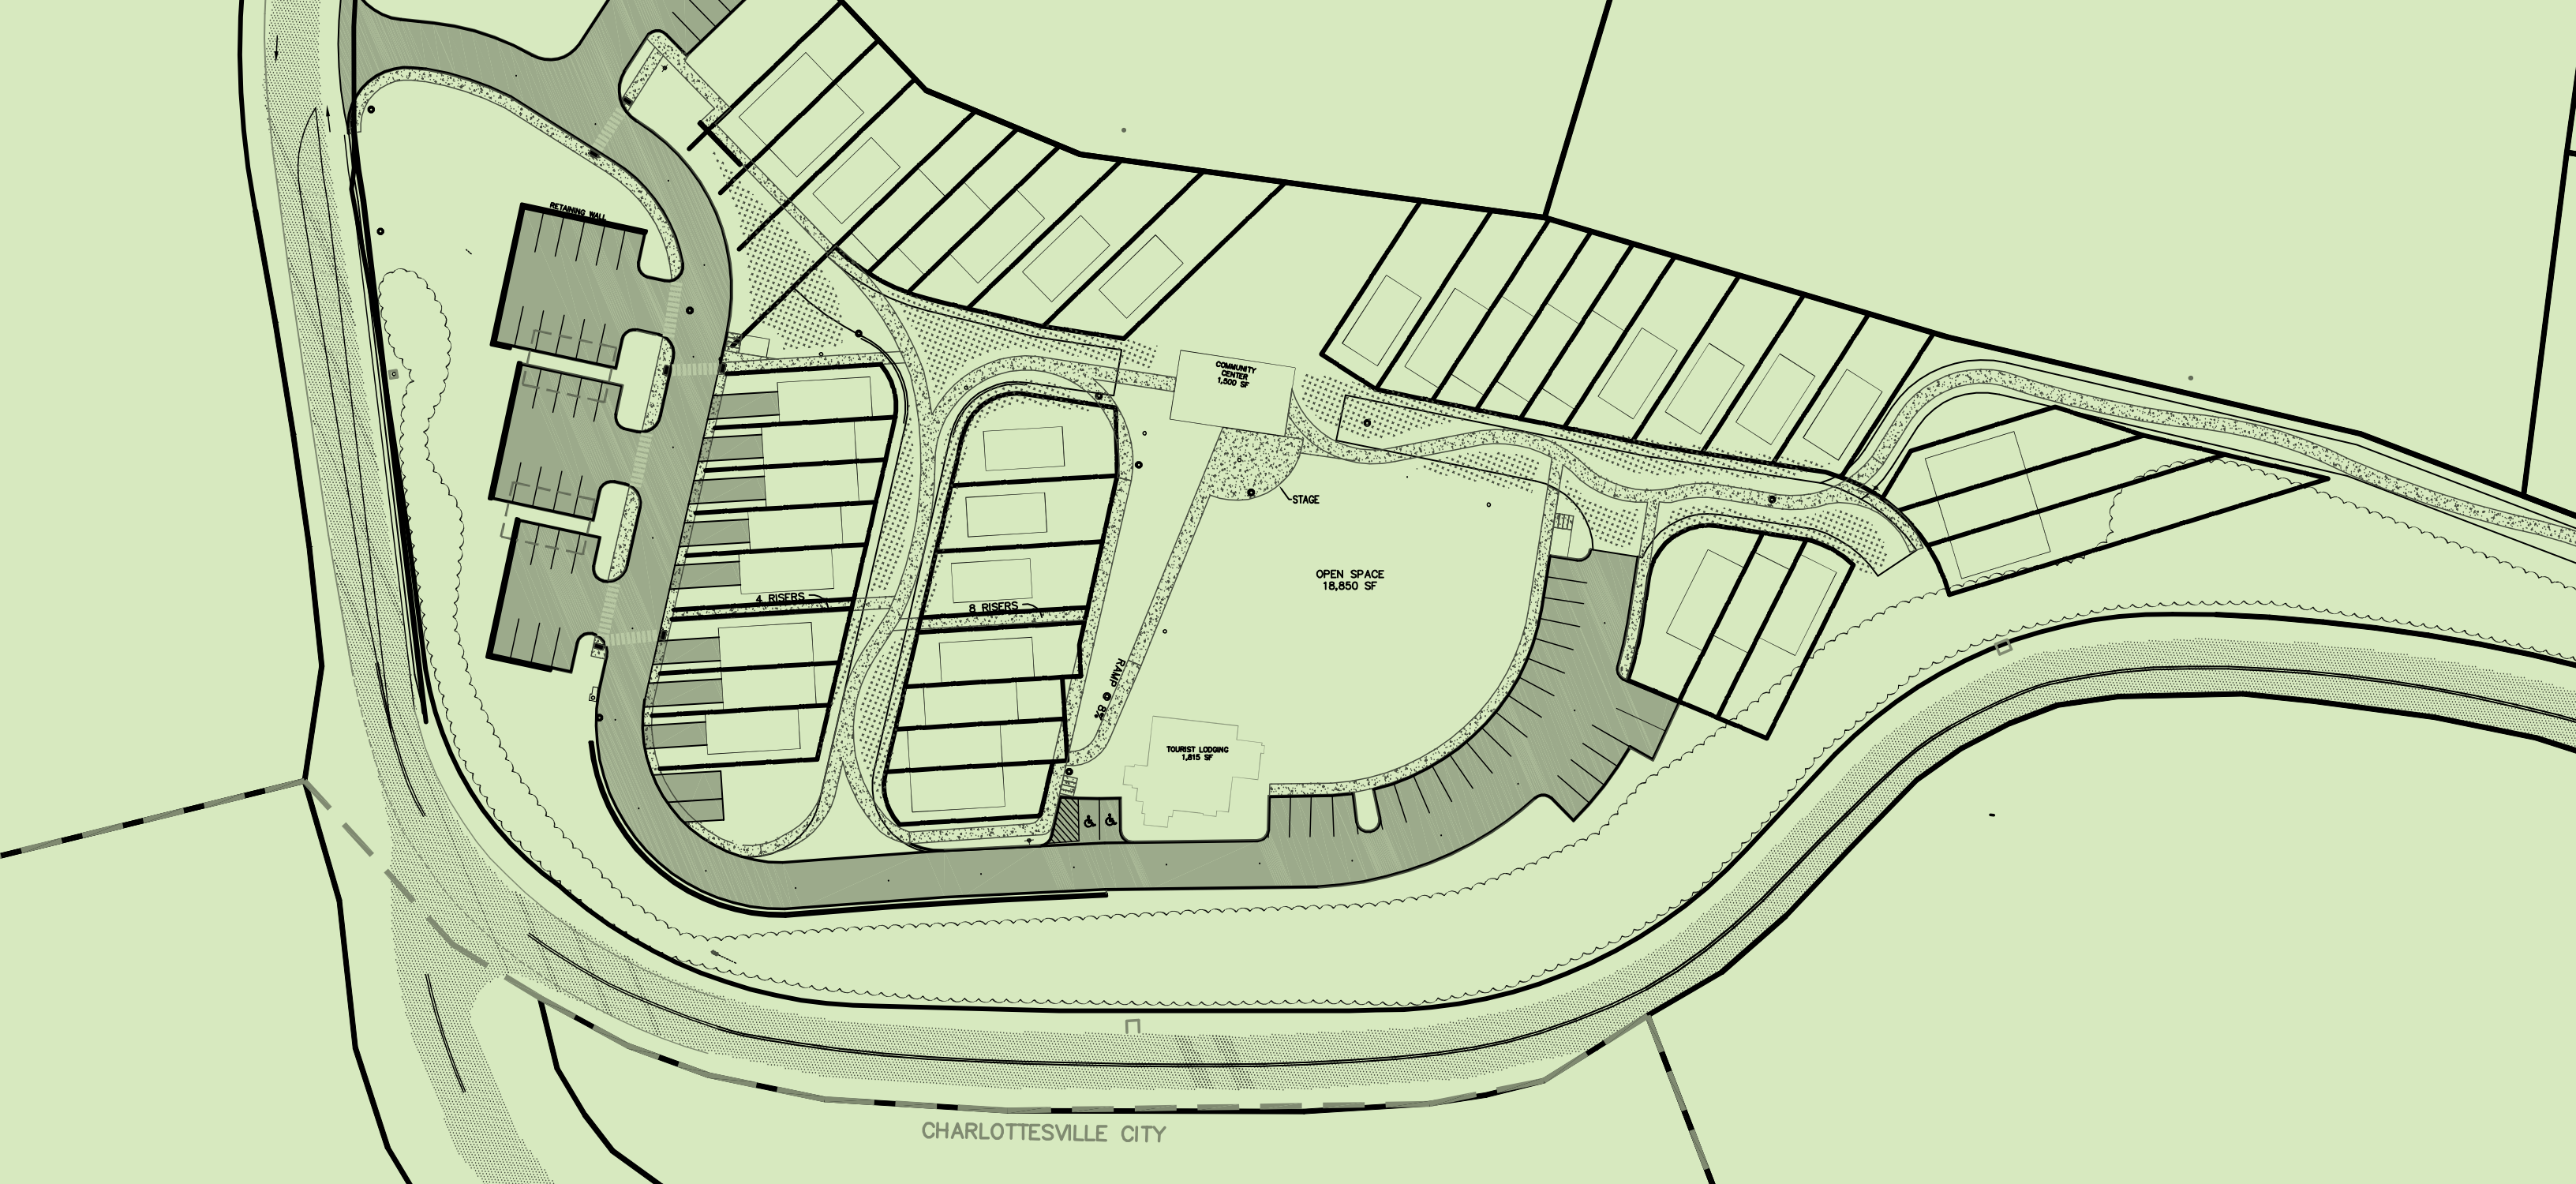 RETAINING WALL
COMMUNITY
CENTER
1,500 SF
STAGE
OPEN SPACE
18,850 SF
4 RISERS
8 RISERS
RAMP 8%
TOURIST LODGING
1,815 SF
CHARLOTTESVILLE CITY